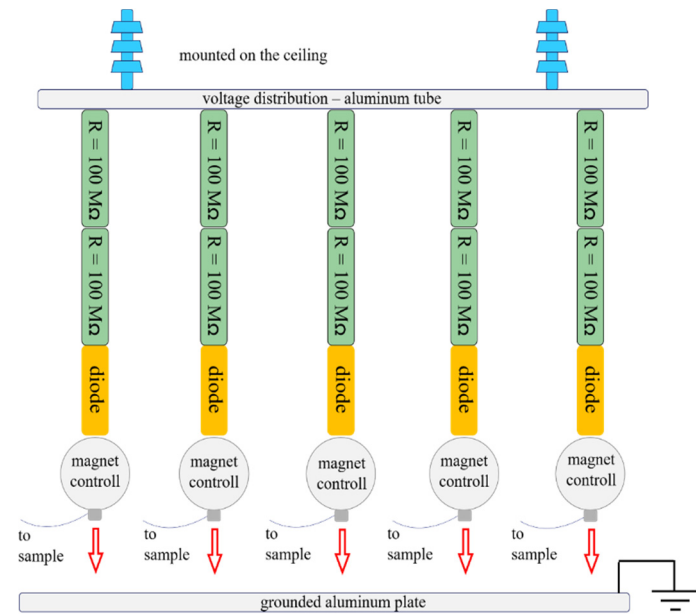 mounted on the ceiling
voltage distribution – aluminum tube
R = 100 MΩ
R = 100 MΩ
R = 100 MΩ
R = 100 MΩ
R = 100 MΩ
R = 100 MΩ
R = 100 MΩ
R = 100 MΩ
R = 100 MΩ
R = 100 MΩ
diode
diode
diode
diode
diode
magnet
controll
magnet
controll
magnet
controll
magnet
controll
magnet
controll
to
sample
to
sample
to
sample
to
sample
to
sample
grounded aluminum plate